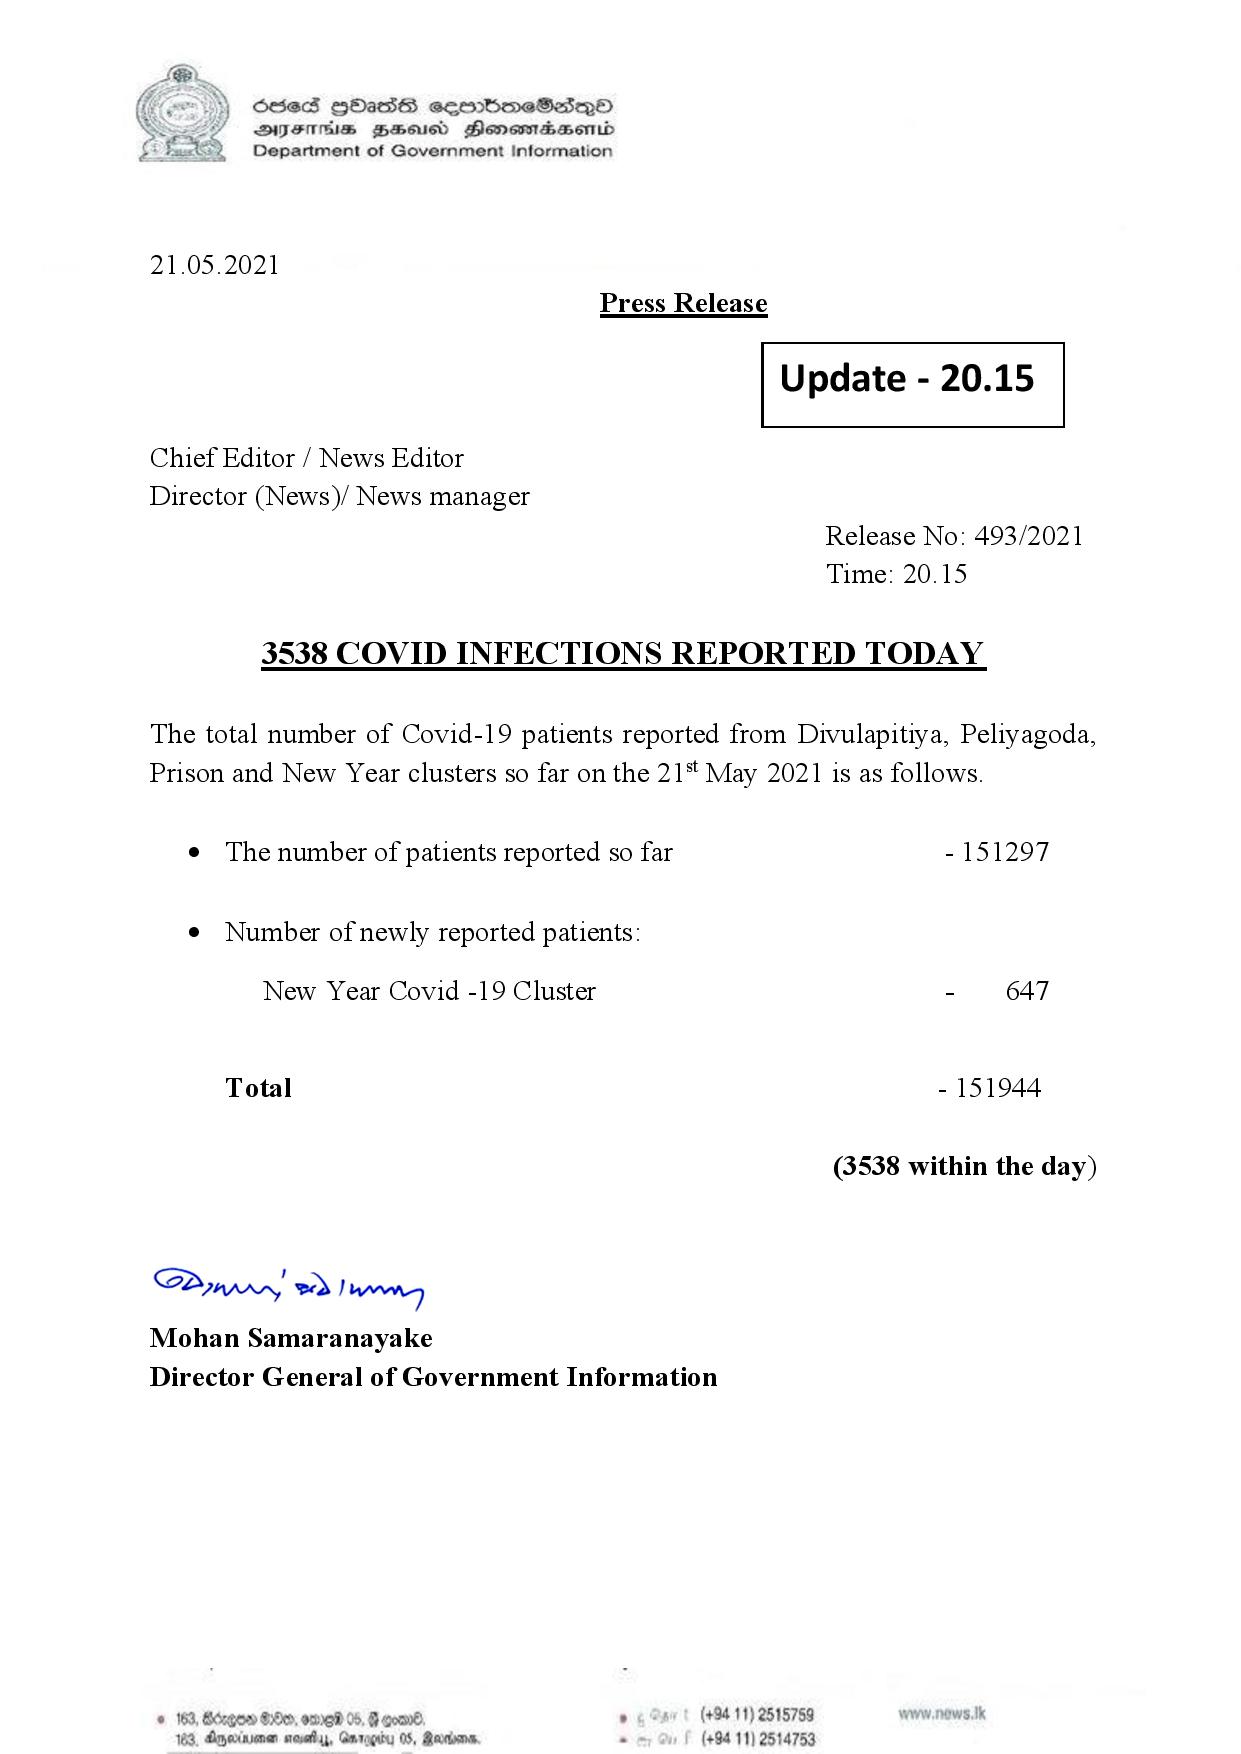 රජයේ ප්‍රවෘත්ති දෙපාර්තමේන්තුව
அரசாங்க தகவல் திணைக்களம்
Department of Government Information
21.05.2021
Press Release
Update - 20.15
Chief Editor / News Editor
Director (News)/ News manager
Release No: 493/2021
Time: 20.15
3538 COVID INFECTIONS REPORTED TODAY
The total number of Covid-19 patients reported from Divulapitiya, Peliyagoda,
Prison and New Year clusters so far on the 21st May 2021 is as follows.
• The number of patients reported so far - 151297
• Number of newly reported patients:
New Year Covid -19 Cluster - 647
Total - 151944
(3538 within the day)
Mohan Samaranayake
Director General of Government Information
163, කිරුලපන මාවත, කොළඹ 05, ශ්‍රී ලංකාව.
163, கிருலப்பனை எவனியூ, கொழும்பு 05, இலங்கை.
(+94 11) 2515759
(+94 11) 2514753
www.news.lk